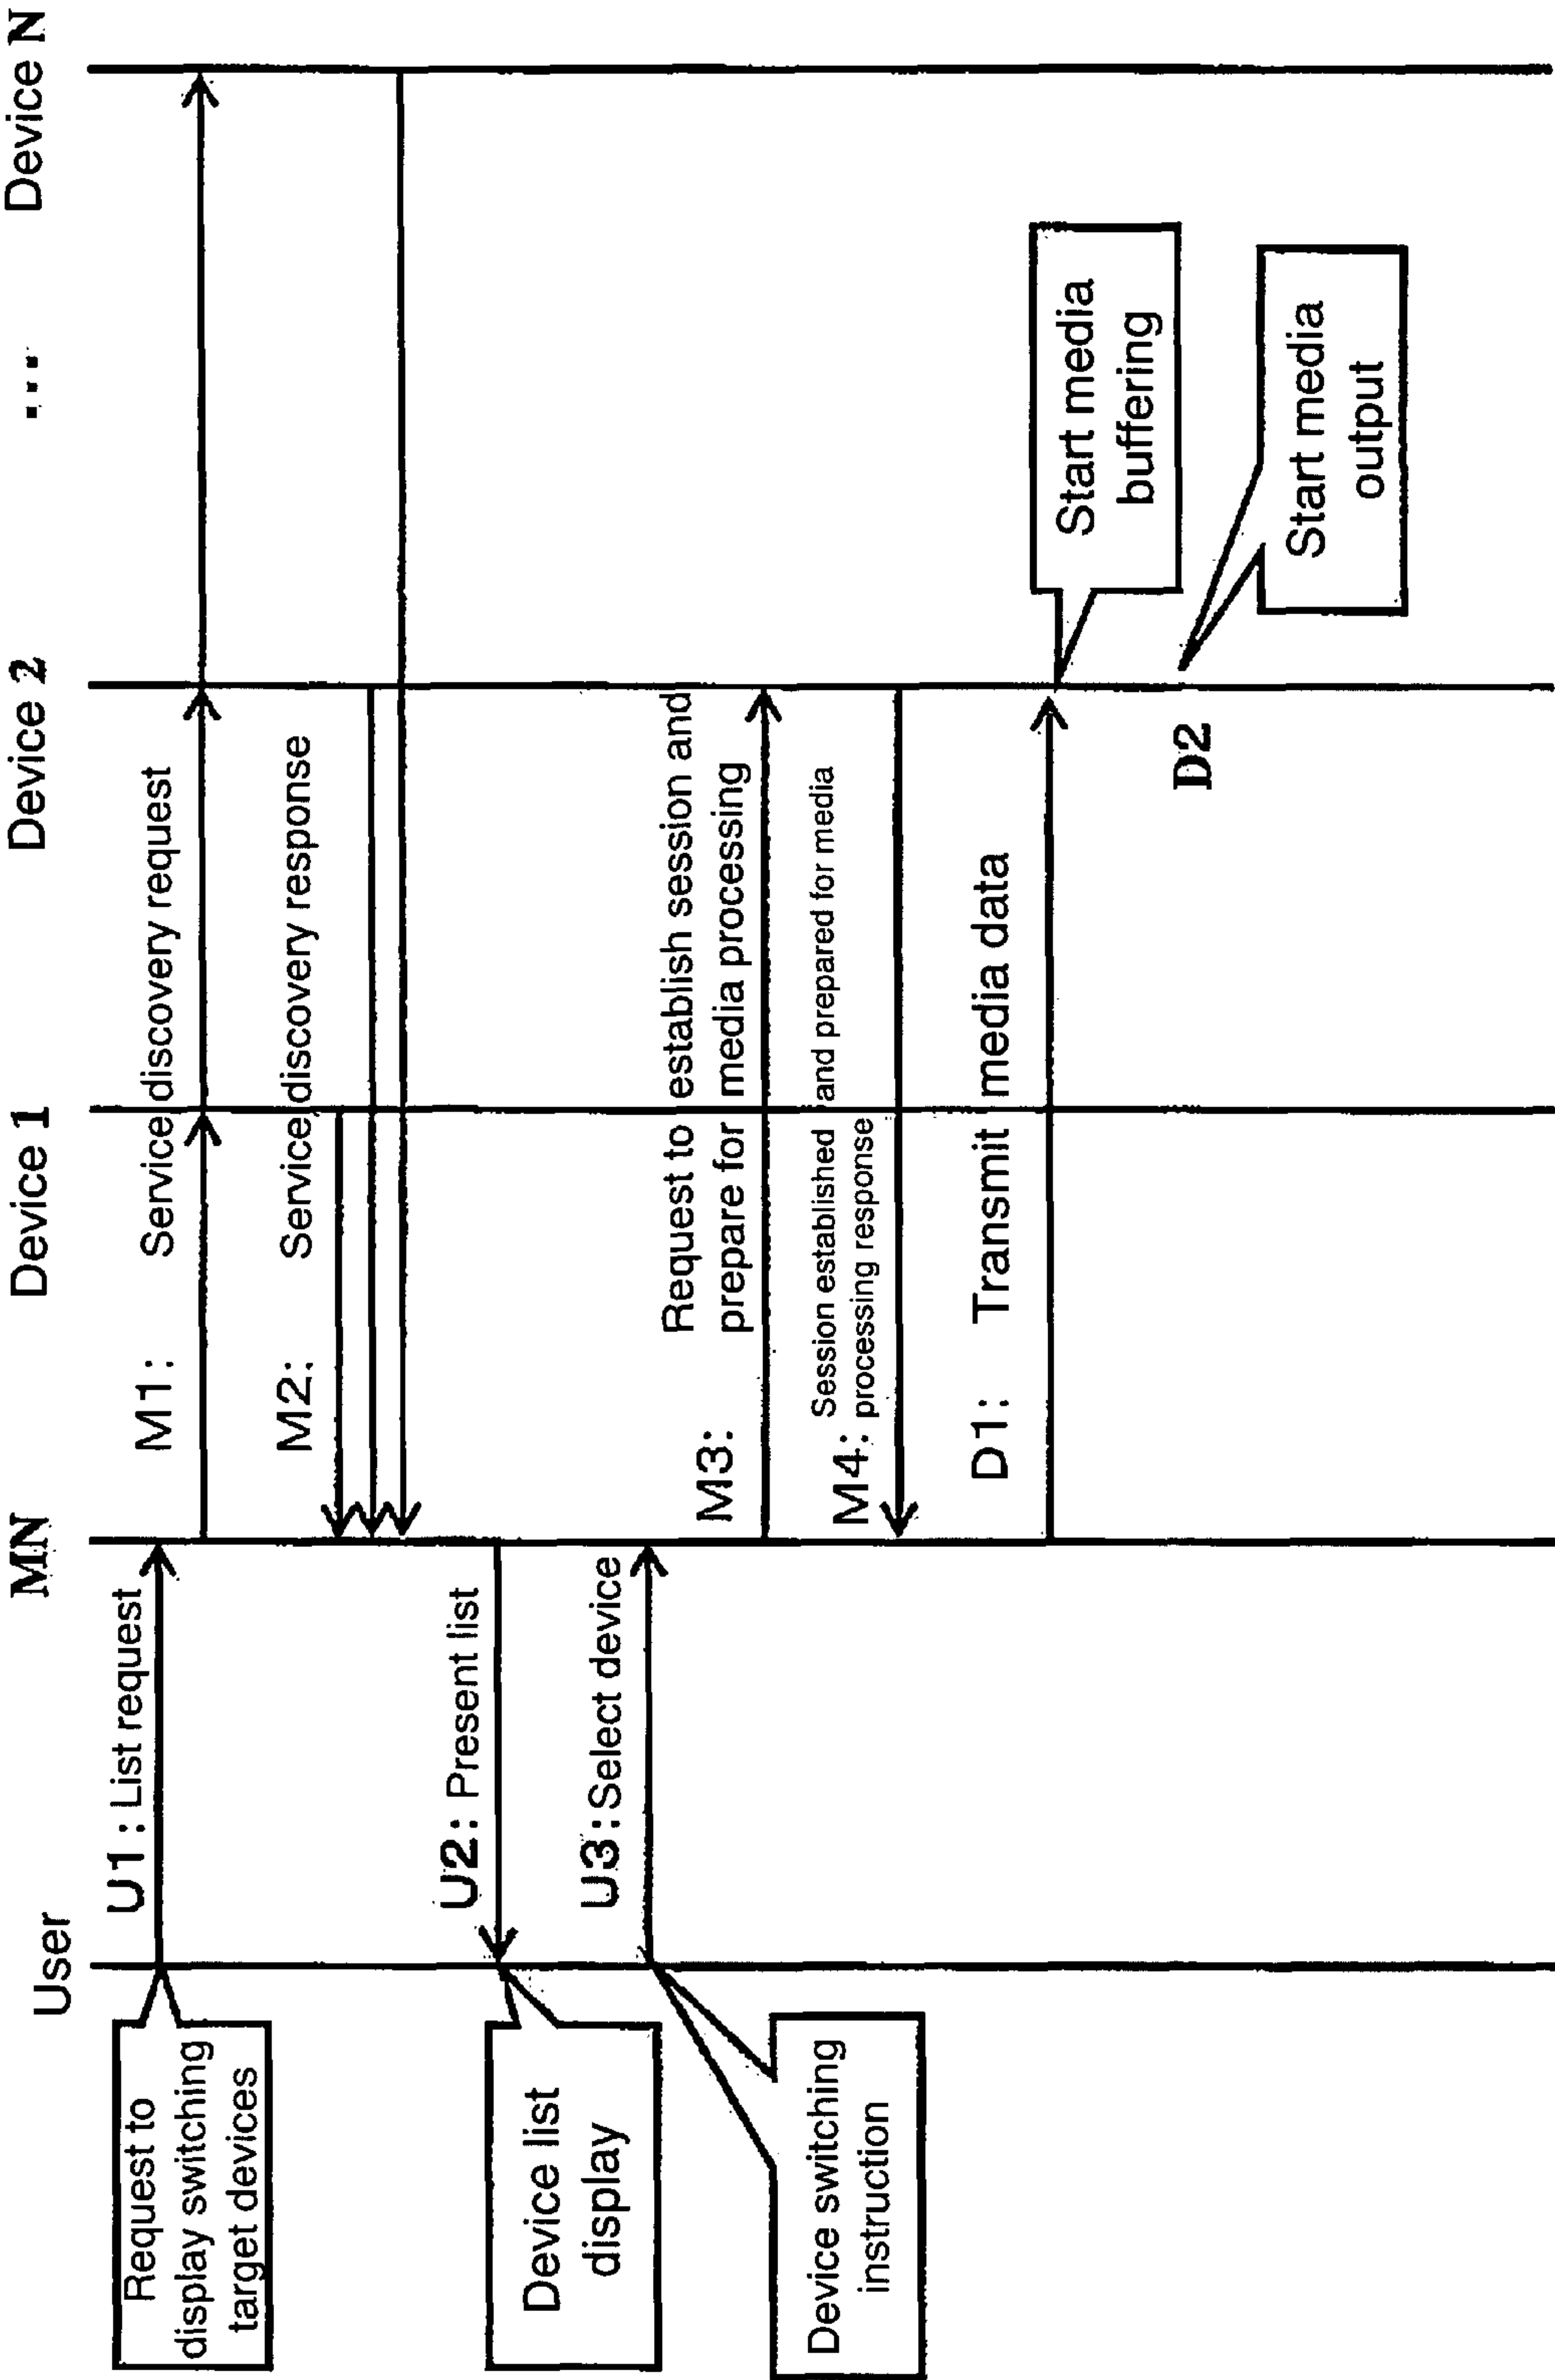 User
MN
Device 1
Device 2
...
Device N
Request to
display switching
target devices
U1: List request
M1: Service discovery request
M2: Service discovery response
Device list
display
U2: Present list
Device switching
instruction
U3: Select device
M3: Request to establish session and
prepare for media processing
M4: Session established and prepared for media
processing response
D1: Transmit media data
Start media
buffering
D2
Start media
output